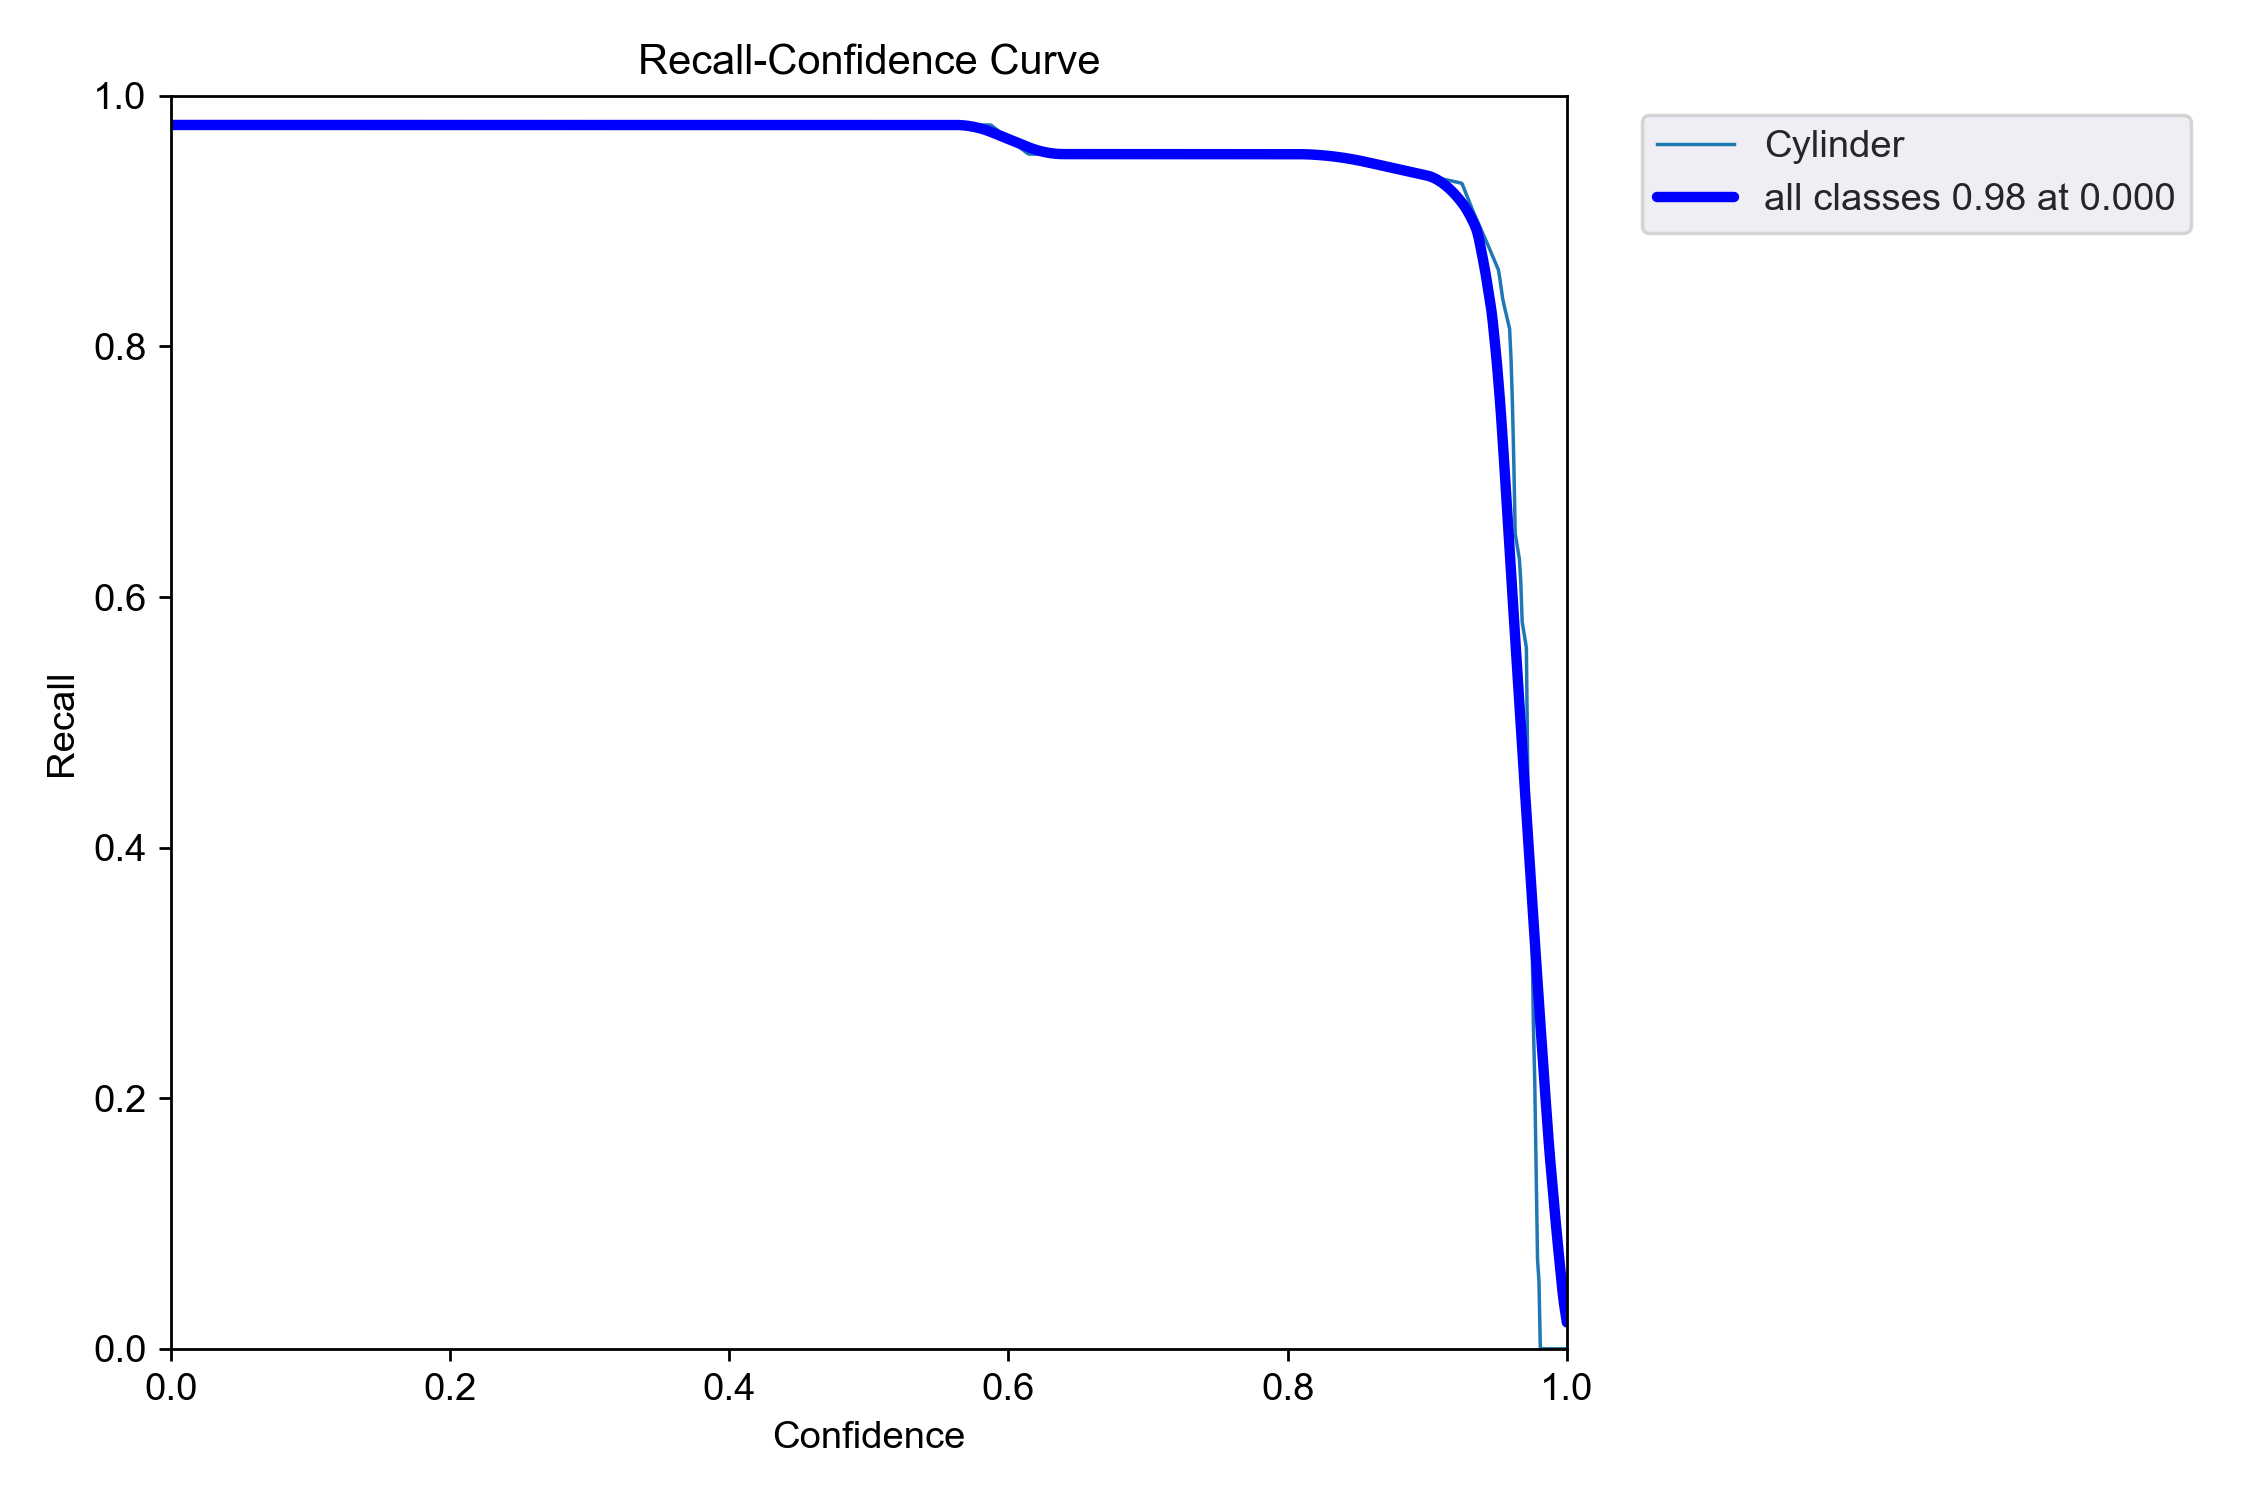 Recall-Confidence Curve
1.0
0.8
0.6
0.4
0.2
0.0
Recall
0.0 0.2 0.4 0.6 0.8 1.0
Confidence
Cylinder
all classes 0.98 at 0.000